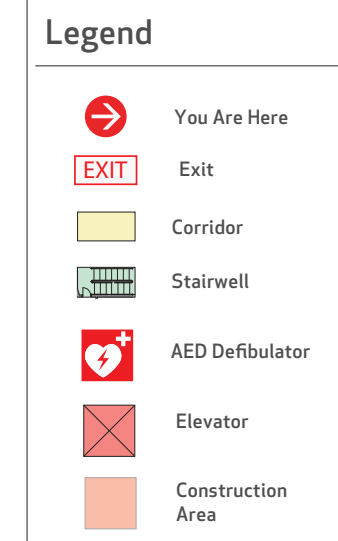 Legend
You Are Here
EXIT
Exit
Corridor
Stairwell
AED Defibulator
Elevator
Construction
Area